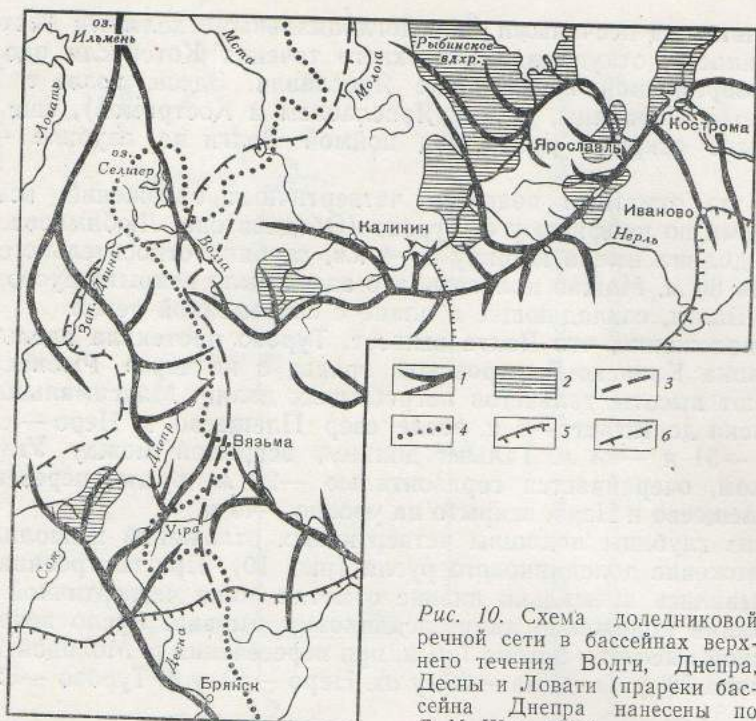 оз.
Ильмень
Мста
Молога
Рыбинское
вдхр.
Ловать
Кострома
Ярославль
оз.
Селигер
Иваново
Калинин
Волга
Нерль
Зап. Двина
1
2
3
4
5
6
Днепр
Вязьма
Угра
Сож
Десна
Брянск
Рис. 10. Схема доледниковой
речной сети в бассейнах верх-
него течения Волги, Днепра,
Десны и Ловати (прареки бас-
сейна Днепра нанесены по